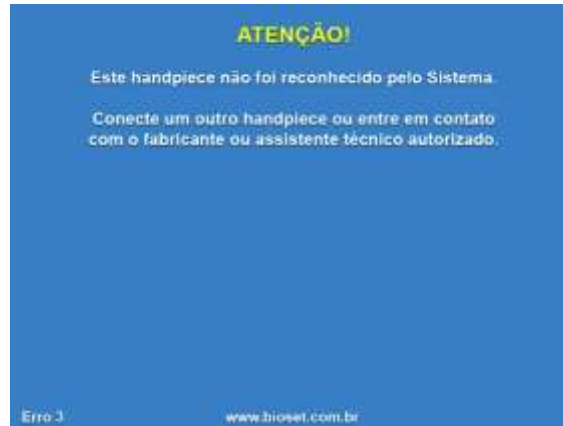 ATENÇÃO!
Este handpiece não foi reconhecido pelo Sistema.
Conecte um outro handpiece ou entre em contato
com o fabricante ou assistente técnico autorizado.
Erro 3
www.bioset.com.br